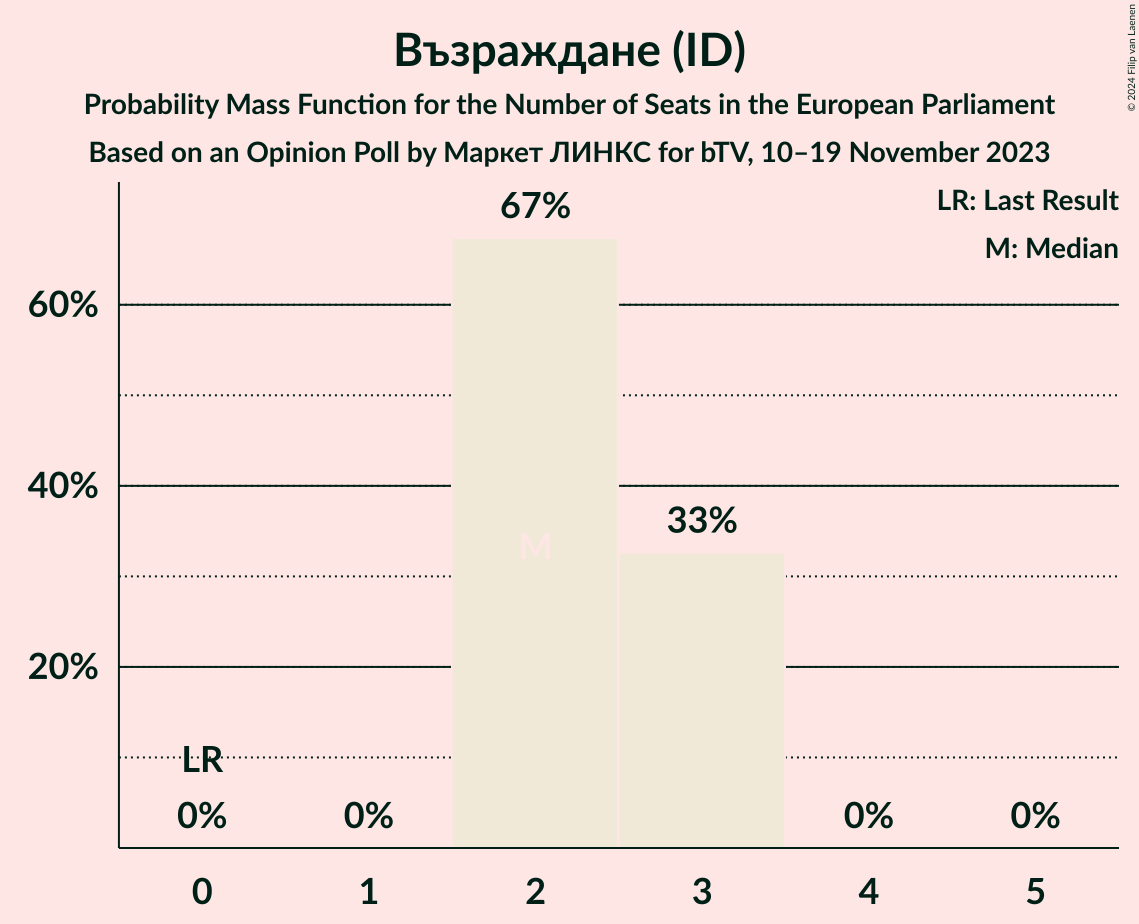 Възраждане (ID)
Probability Mass Function for the Number of Seats in the European Parliament
Based on an Opinion Poll by Маркет ЛИНКС for bTV, 10–19 November 2023
© 2024 Filip van Laenen
LR: Last Result
M: Median
67%
60%
40%
33%
M
20%
LR
0% 0% 0% 0%
0 1 2 3 4 5